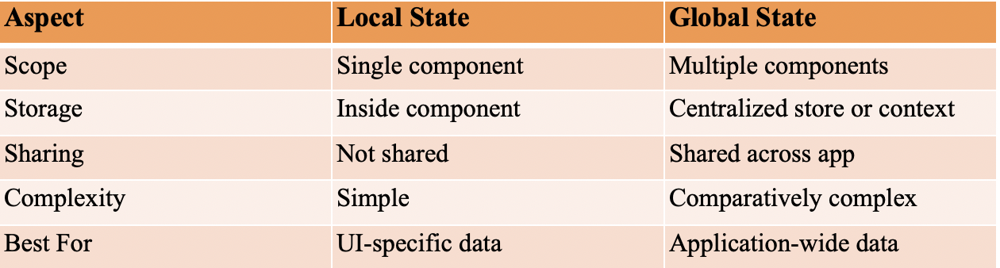 Aspect Local State Global State
Scope Single component Multiple components
Storage Inside component Centralized store or context
Sharing Not shared Shared across app
Complexity Simple Comparatively complex
Best For UI-specific data Application-wide data